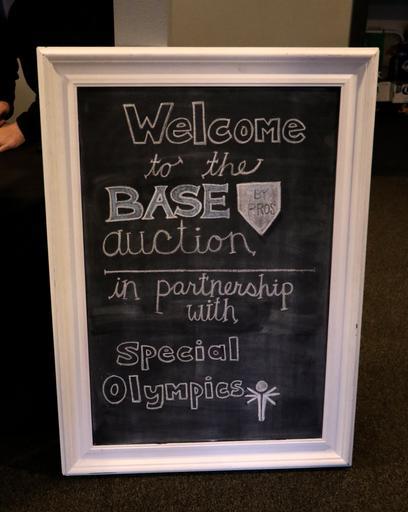 Welcome
to the
BASE BY PROS
auction
in partnership
with
Special
Olympics